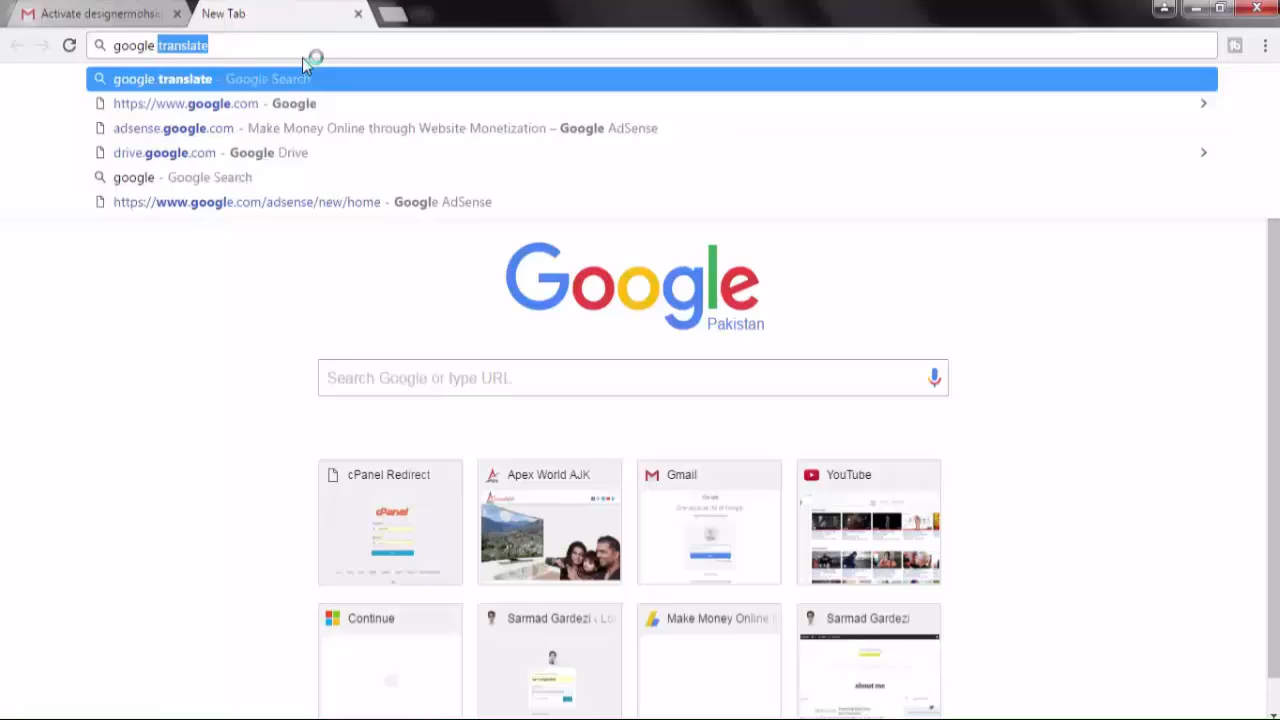 Activate designermohsi
New Tab
google translate
google translate - Google Search
https://www.google.com - Google
adsense.google.com - Make Money Online through Website Monetization – Google AdSense
drive.google.com - Google Drive
google - Google Search
https://www.google.com/adsense/new/home - Google AdSense
Google
Pakistan
Search Google or type URL
cPanel Redirect
Apex World AJK
Gmail
YouTube
cPanel
Continue
Sarmad Gardezi ‹ Lo
Make Money Online
Sarmad Gardezi
about me